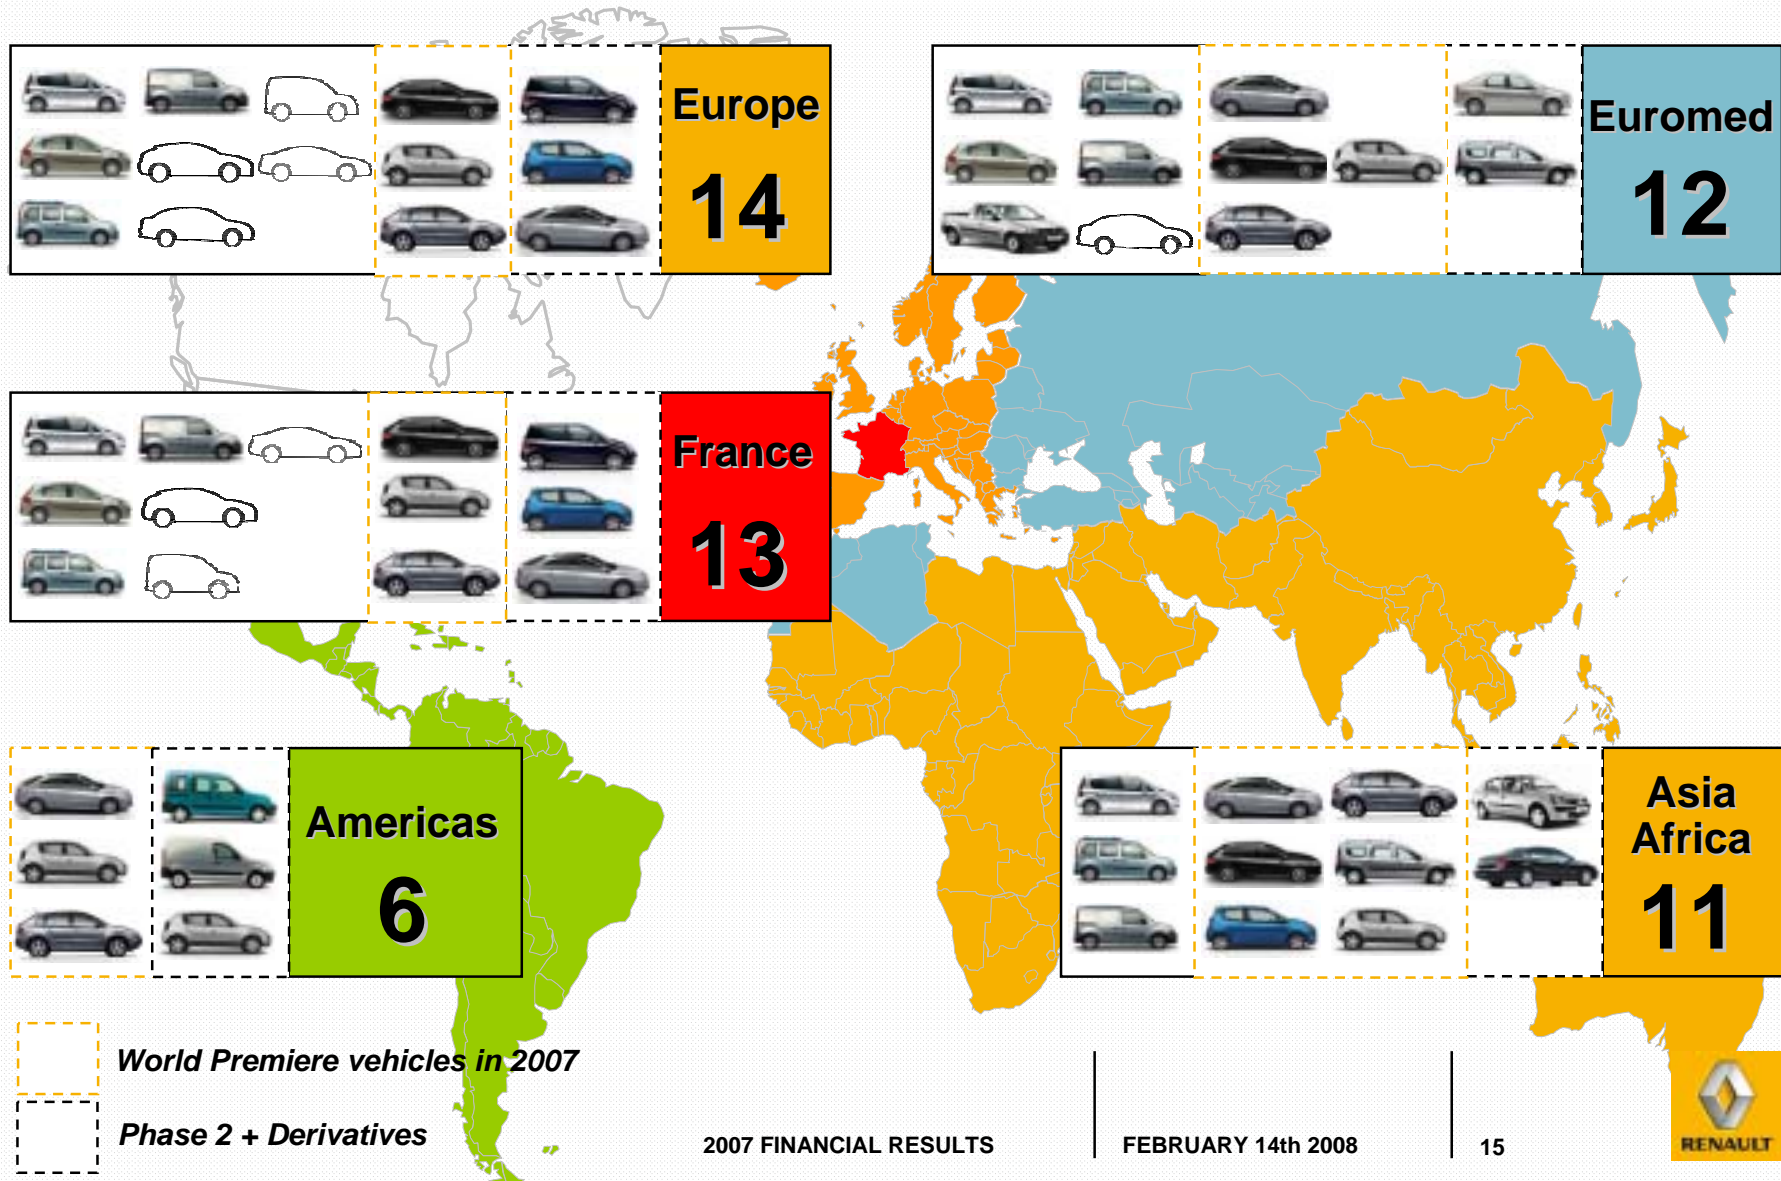 Europe
14
Euromed
12
France
13
Americas
6
Asia
Africa
11
World Premiere vehicles in 2007
Phase 2 + Derivatives
2007 FINANCIAL RESULTS
FEBRUARY 14th 2008
15
RENAULT